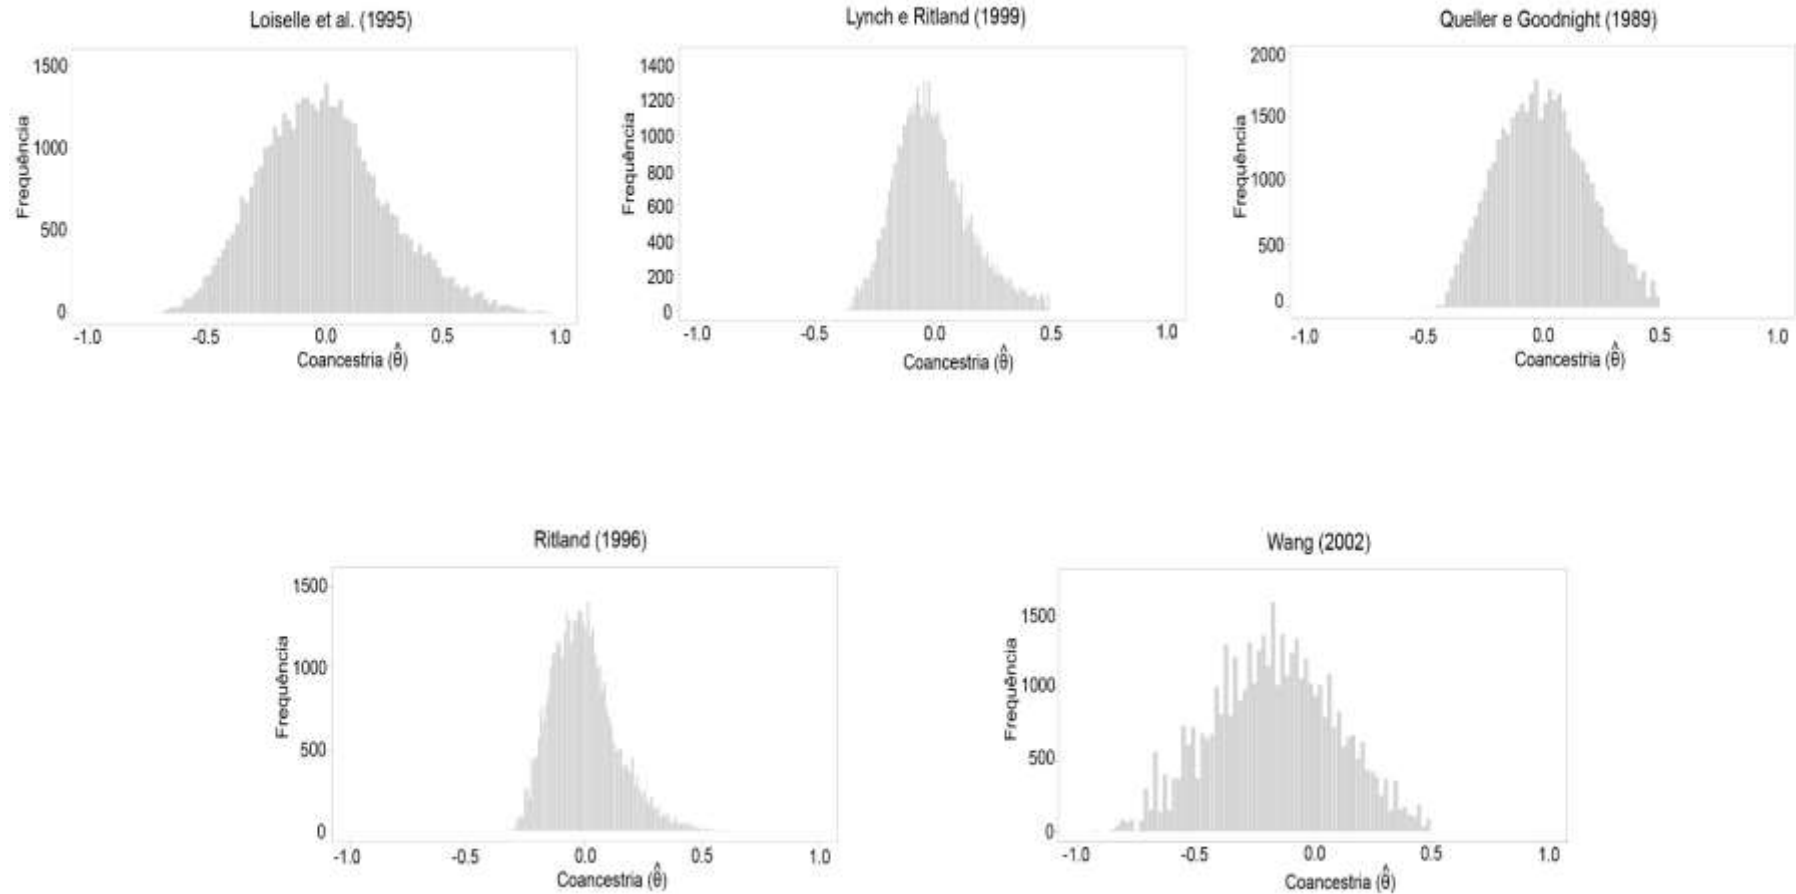 Loiselle et al. (1995)
1500
1000
500
0
Frequência
-1.0 -0.5 0.0 0.5 1.0
Coancestria (θ̂)
Lynch e Ritland (1999)
1400
1200
1000
800
600
400
200
0
Frequência
-1.0 -0.5 0.0 0.5 1.0
Coancestria (θ̂)
Queller e Goodnight (1989)
2000
1500
1000
500
0
Frequência
-1.0 -0.5 0.0 0.5 1.0
Coancestria (θ̂)
Ritland (1996)
1500
1000
500
0
Frequência
-1.0 -0.5 0.0 0.5 1.0
Coancestria (θ̂)
Wang (2002)
1500
1000
500
0
Frequência
-1.0 -0.5 0.0 0.5 1.0
Coancestria (θ̂)